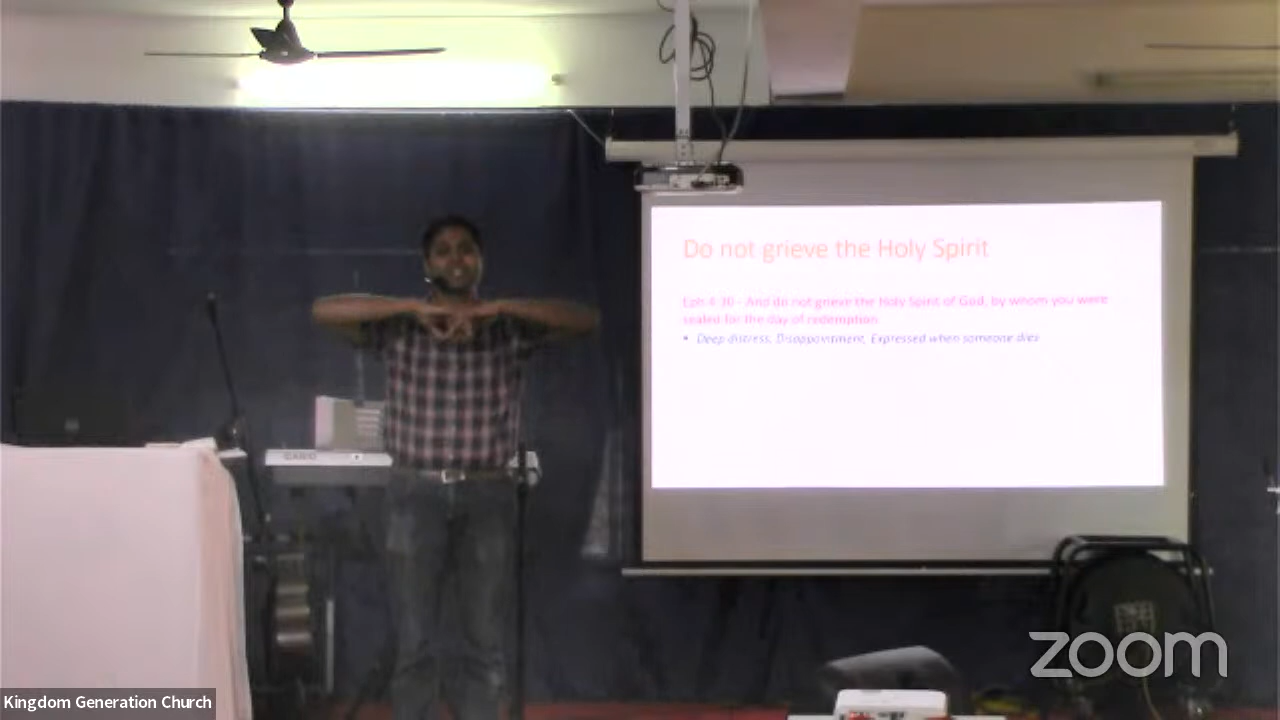 Do not grieve the Holy Spirit
Eph 4:30 - And do not grieve the Holy Spirit of God, by whom you were
sealed for the day of redemption
• Deep distress, Disappointment, Expressed when someone dies
CASIO
zoom
Kingdom Generation Church